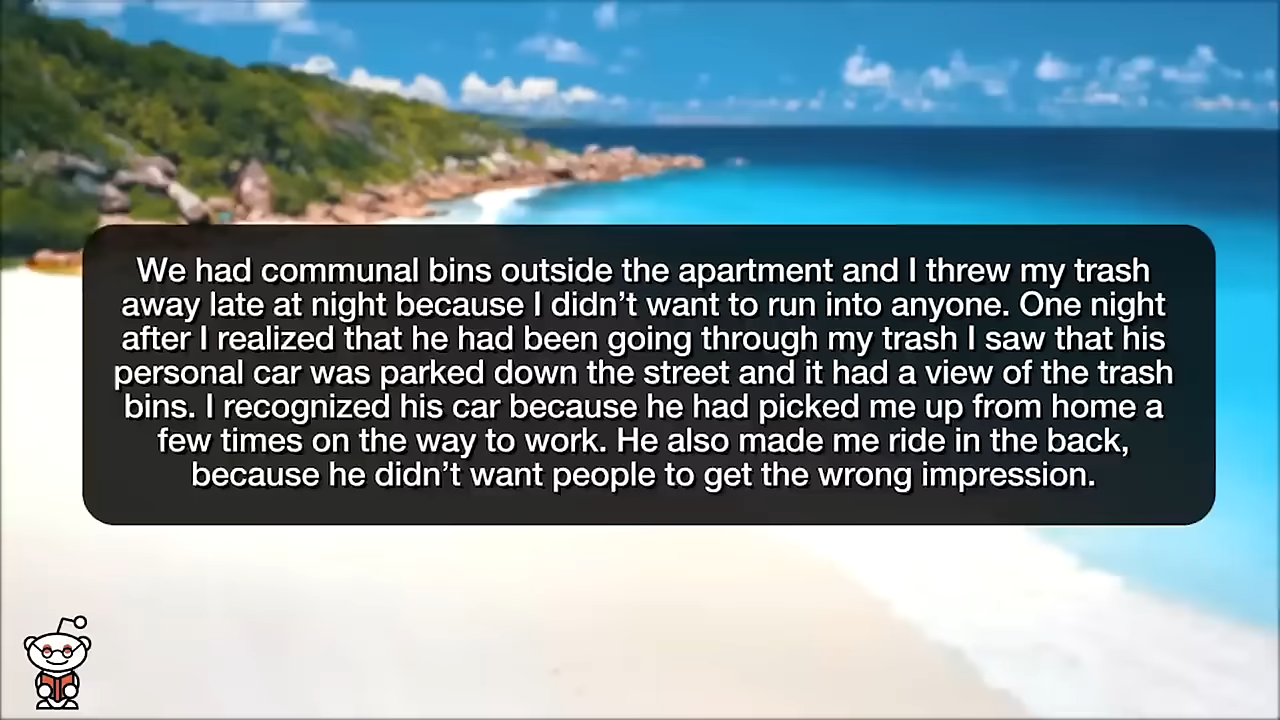 We had communal bins outside the apartment and I threw my trash
away late at night because I didn’t want to run into anyone. One night
after I realized that he had been going through my trash I saw that his
personal car was parked down the street and it had a view of the trash
bins. I recognized his car because he had picked me up from home a
few times on the way to work. He also made me ride in the back,
because he didn’t want people to get the wrong impression.